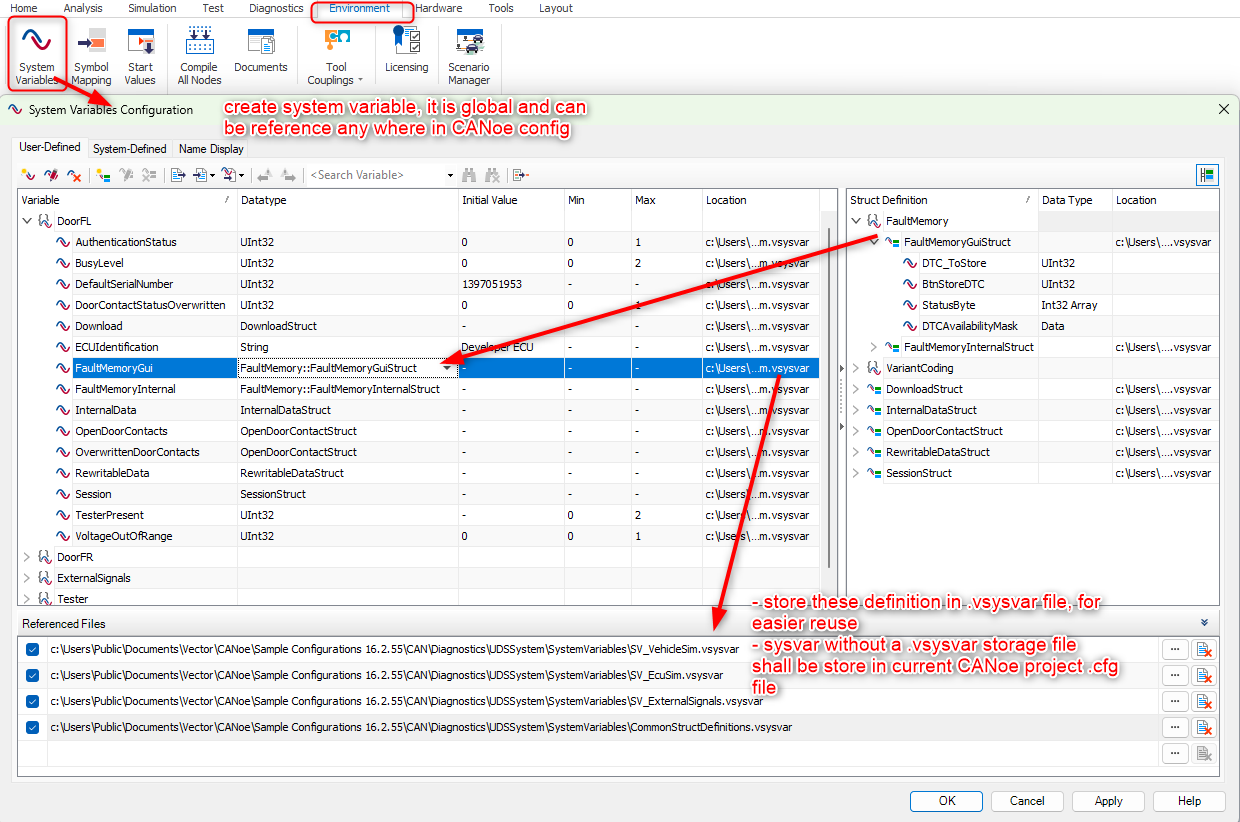 Home Analysis Simulation Test Diagnostics Environment Hardware Tools Layout
System Variables
Symbol Mapping
Start Values
Compile All Nodes
Documents
Tool Couplings
Licensing
Scenario Manager
System Variables Configuration
create system variable, it is global and can
be reference any where in CANoe config
User-Defined System-Defined Name Display
<Search Variable>
Variable / Datatype Initial Value Min Max Location
DoorFL
AuthenticationStatus UInt32 0 0 1 c:\Users\...m.vsysvar
BusyLevel UInt32 0 0 2 c:\Users\...m.vsysvar
DefaultSerialNumber UInt32 1397051953 - - c:\Users\...m.vsysvar
DoorContactStatusOverwritten UInt32 0 0 1 c:\Users\...m.vsysvar
Download DownloadStruct - - - c:\Users\...m.vsysvar
ECUIdentification String Developer ECU - - c:\Users\...m.vsysvar
FaultMemoryGui FaultMemory::FaultMemoryGuiStruct - - - c:\Users\...m.vsysvar
FaultMemoryInternal FaultMemory::FaultMemoryInternalStruct - - - c:\Users\...m.vsysvar
InternalData InternalDataStruct - - - c:\Users\...m.vsysvar
OpenDoorContacts OpenDoorContactStruct - - - c:\Users\...m.vsysvar
OverwrittenDoorContacts OpenDoorContactStruct - - - c:\Users\...m.vsysvar
RewritableData RewritableDataStruct - - - c:\Users\...m.vsysvar
Session SessionStruct - - - c:\Users\...m.vsysvar
TesterPresent UInt32 - 0 2 c:\Users\...m.vsysvar
VoltageOutOfRange UInt32 0 0 1 c:\Users\...m.vsysvar
DoorFR
ExternalSignals
Tester
Struct Definition / Data Type Location
FaultMemory
FaultMemoryGuiStruct c:\Users\....vsysvar
DTC_ToStore UInt32
BtnStoreDTC UInt32
StatusByte Int32 Array
DTCAvailabilityMask Data
FaultMemoryInternalStruct c:\Users\....vsysvar
VariantCoding
DownloadStruct c:\Users\....vsysvar
InternalDataStruct c:\Users\....vsysvar
OpenDoorContactStruct c:\Users\....vsysvar
RewritableDataStruct c:\Users\....vsysvar
SessionStruct c:\Users\....vsysvar
- store these definition in .vsysvar file, for
easier reuse
- sysvar without a .vsysvar storage file
shall be store in current CANoe project .cfg
file
Referenced Files
c:\Users\Public\Documents\Vector\CANoe\Sample Configurations 16.2.55\CAN\Diagnostics\UDSSystem\SystemVariables\SV_VehicleSim.vsysvar ...
c:\Users\Public\Documents\Vector\CANoe\Sample Configurations 16.2.55\CAN\Diagnostics\UDSSystem\SystemVariables\SV_EcuSim.vsysvar ...
c:\Users\Public\Documents\Vector\CANoe\Sample Configurations 16.2.55\CAN\Diagnostics\UDSSystem\SystemVariables\SV_ExternalSignals.vsysvar ...
c:\Users\Public\Documents\Vector\CANoe\Sample Configurations 16.2.55\CAN\Diagnostics\UDSSystem\SystemVariables\CommonStructDefinitions.vsysvar ...
...
OK Cancel Apply Help